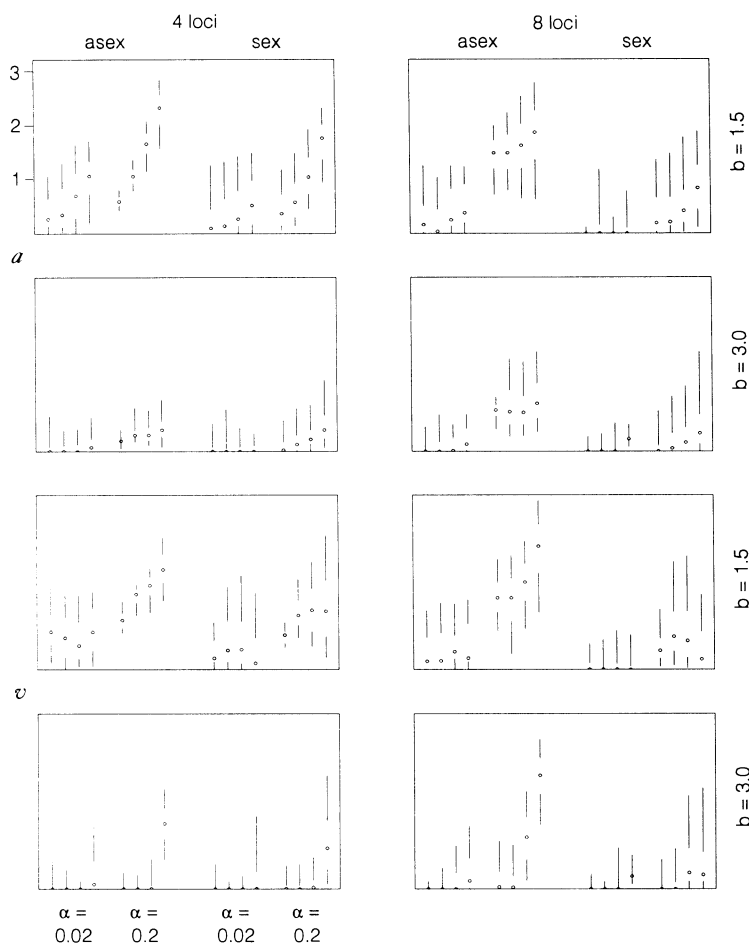 4 loci 8 loci
asex sex asex sex
3
2
1
b = 1.5
a
b = 3.0
b = 1.5
v
b = 3.0
α = α = α = α =
0.02 0.2 0.02 0.2